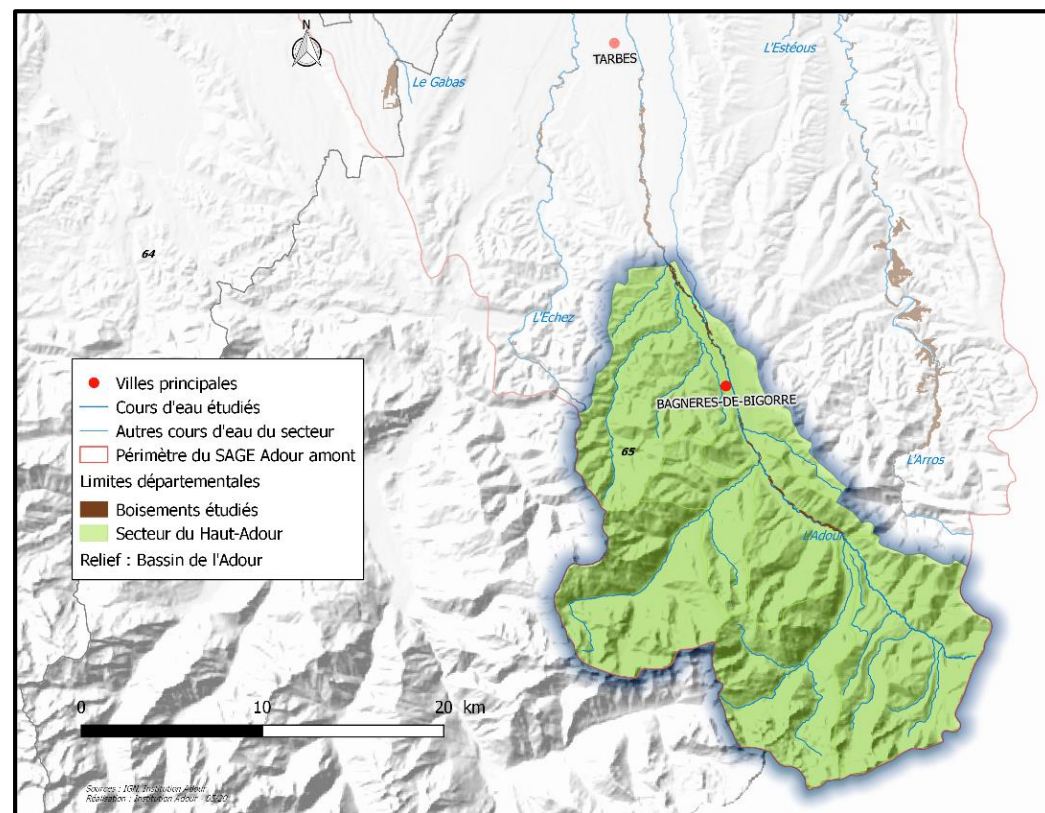 N
TARBES
L'Estéous
Le Gabas
64
L'Echez
BAGNERES-DE-BIGORRE
65
L'Arros
L'Adour
Villes principales
Cours d'eau étudiés
Autres cours d'eau du secteur
Périmètre du SAGE Adour amont
Limites départementales
Boisements étudiés
Secteur du Haut-Adour
Relief : Bassin de l'Adour
0 10 20 km
Sources : IGN, Institution Adour
Réalisation : Institution Adour - 03/20